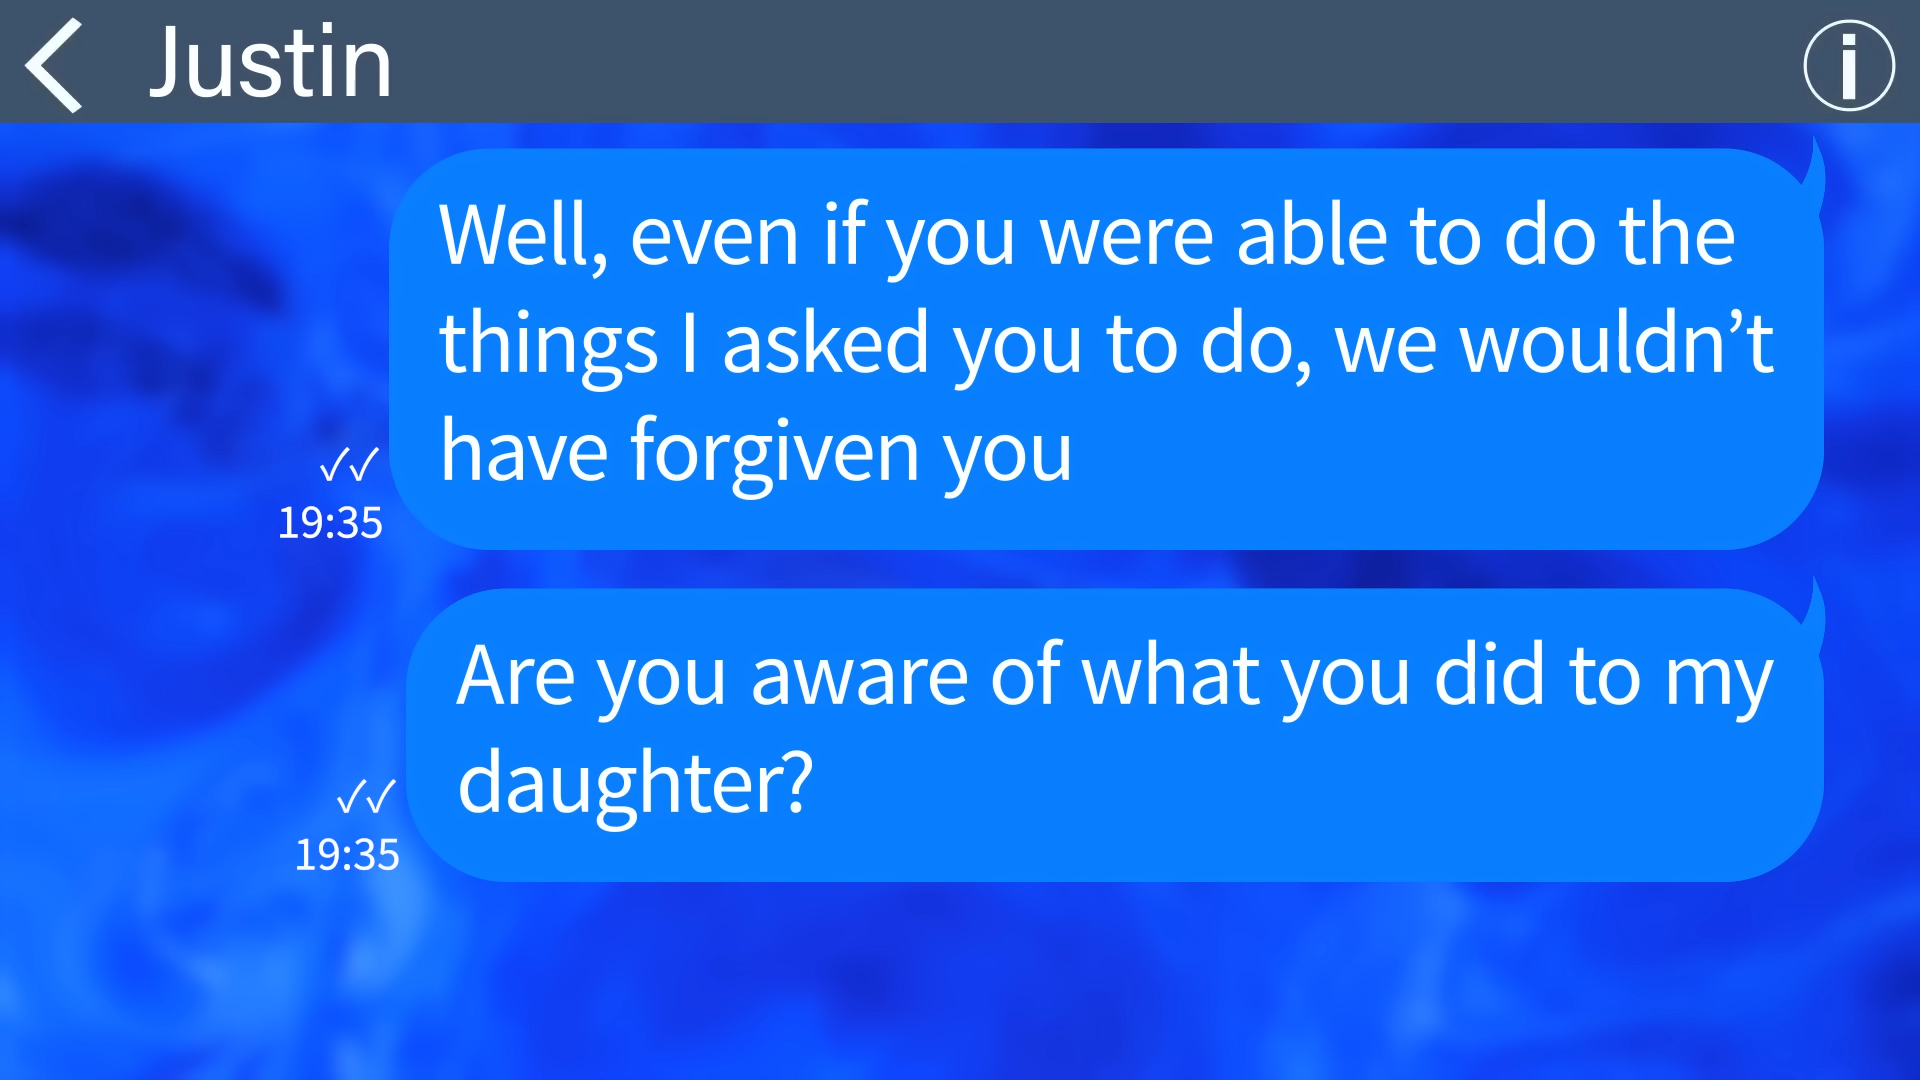 Justin
Well, even if you were able to do the
things I asked you to do, we wouldn’t
have forgiven you
✓✓
19:35
Are you aware of what you did to my
daughter?
✓✓
19:35